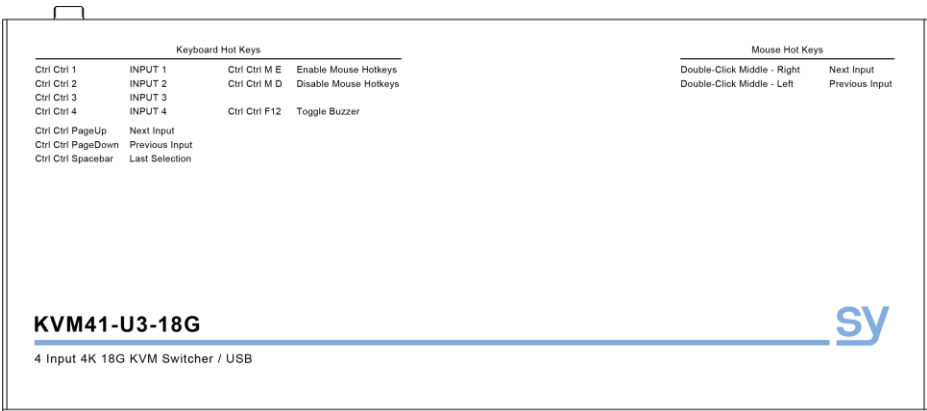 Keyboard Hot Keys
Mouse Hot Keys
Ctrl Ctrl 1 INPUT 1 Ctrl Ctrl M E Enable Mouse Hotkeys
Ctrl Ctrl 2 INPUT 2 Ctrl Ctrl M D Disable Mouse Hotkeys
Ctrl Ctrl 3 INPUT 3
Ctrl Ctrl 4 INPUT 4 Ctrl Ctrl F12 Toggle Buzzer
Ctrl Ctrl PageUp Next Input
Ctrl Ctrl PageDown Previous Input
Ctrl Ctrl Spacebar Last Selection
Double-Click Middle - Right Next Input
Double-Click Middle - Left Previous Input
KVM41-U3-18G
sy
4 Input 4K 18G KVM Switcher / USB